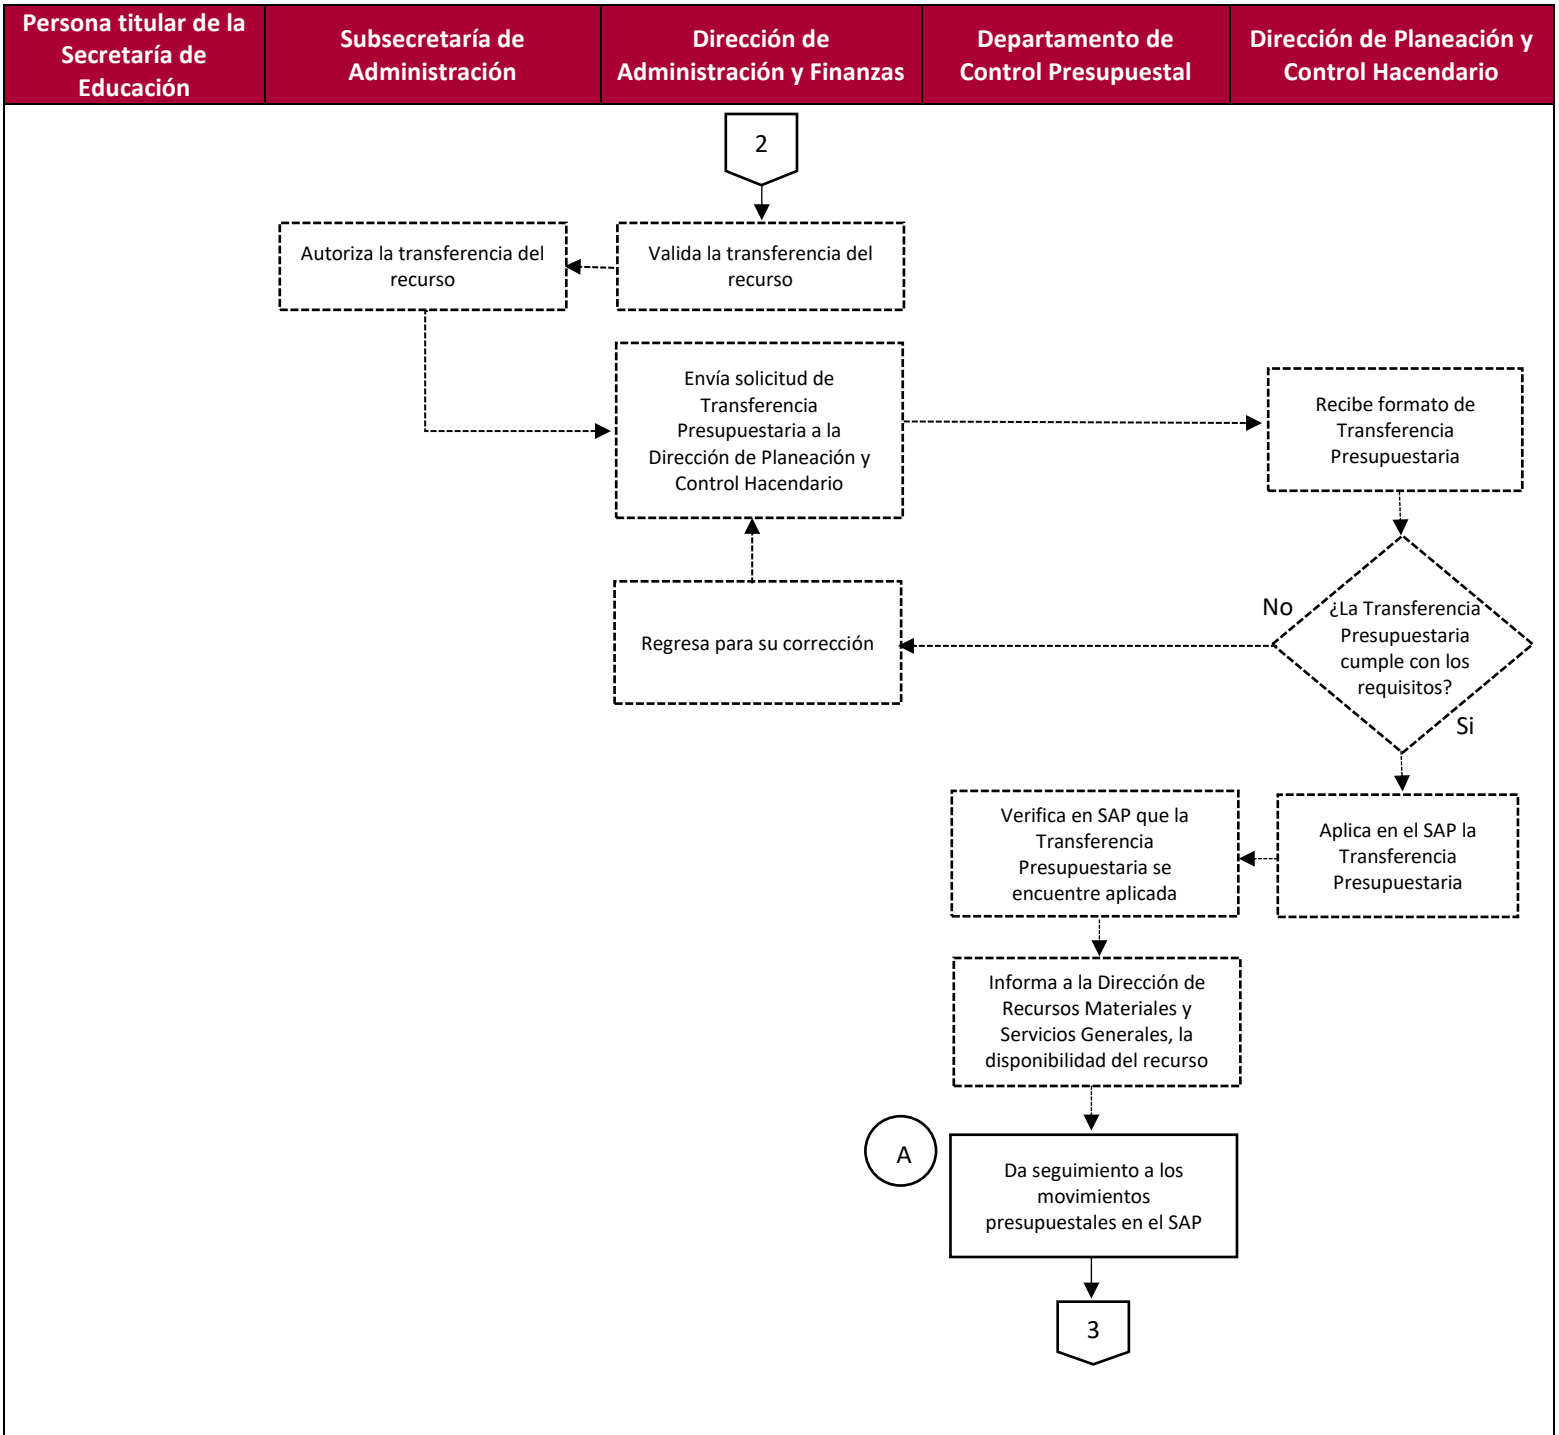 Persona titular de la
Secretaría de
Educación
Subsecretaría de
Administración
Dirección de
Administración y Finanzas
Departamento de
Control Presupuestal
Dirección de Planeación y
Control Hacendario
2
Autoriza la transferencia del
recurso
Valida la transferencia del
recurso
Envía solicitud de
Transferencia
Presupuestaria a la
Dirección de Planeación y
Control Hacendario
Recibe formato de
Transferencia
Presupuestaria
No
¿La Transferencia
Presupuestaria
cumple con los
requisitos?
Si
Regresa para su corrección
Verifica en SAP que la
Transferencia
Presupuestaria se
encuentre aplicada
Aplica en el SAP la
Transferencia
Presupuestaria
Informa a la Dirección de
Recursos Materiales y
Servicios Generales, la
disponibilidad del recurso
A
Da seguimiento a los
movimientos
presupuestales en el SAP
3